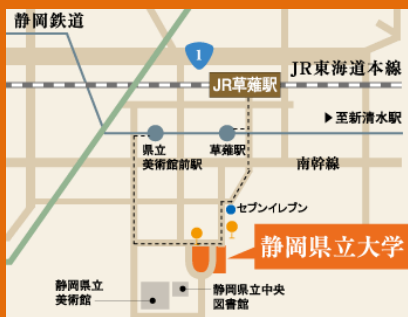 静岡鉄道
1
JR東海道本線
JR草薙駅
▶至新清水駅
県立
美術館前駅
草薙駅
南幹線
セブンイレブン
静岡県立大学
静岡県立
美術館
静岡県立中央
図書館